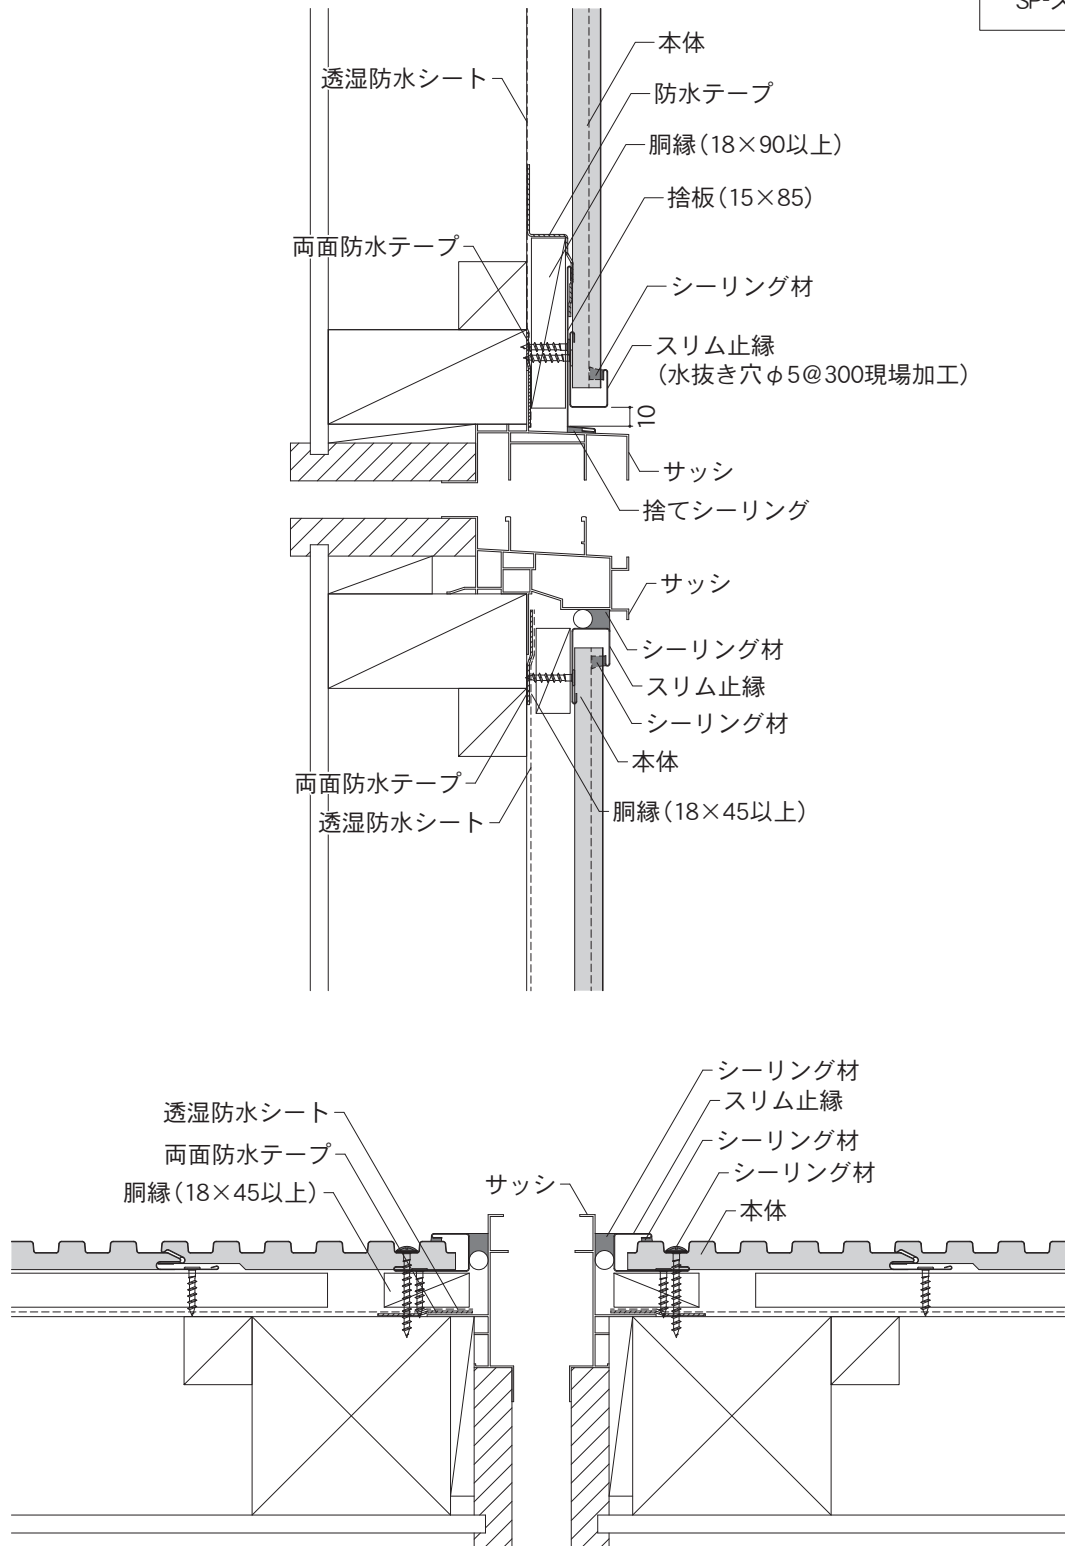 本体
透湿防水シート
防水テープ
胴縁（18×90以上）
捨板（15×85）
両面防水テープ
シーリング材
スリム止縁
（水抜き穴φ5@300現場加工）
10
サッシ
捨てシーリング
サッシ
シーリング材
スリム止縁
シーリング材
本体
両面防水テープ
胴縁（18×45以上）
透湿防水シート
シーリング材
スリム止縁
透湿防水シート
シーリング材
両面防水テープ
シーリング材
胴縁（18×45以上）
サッシ
本体